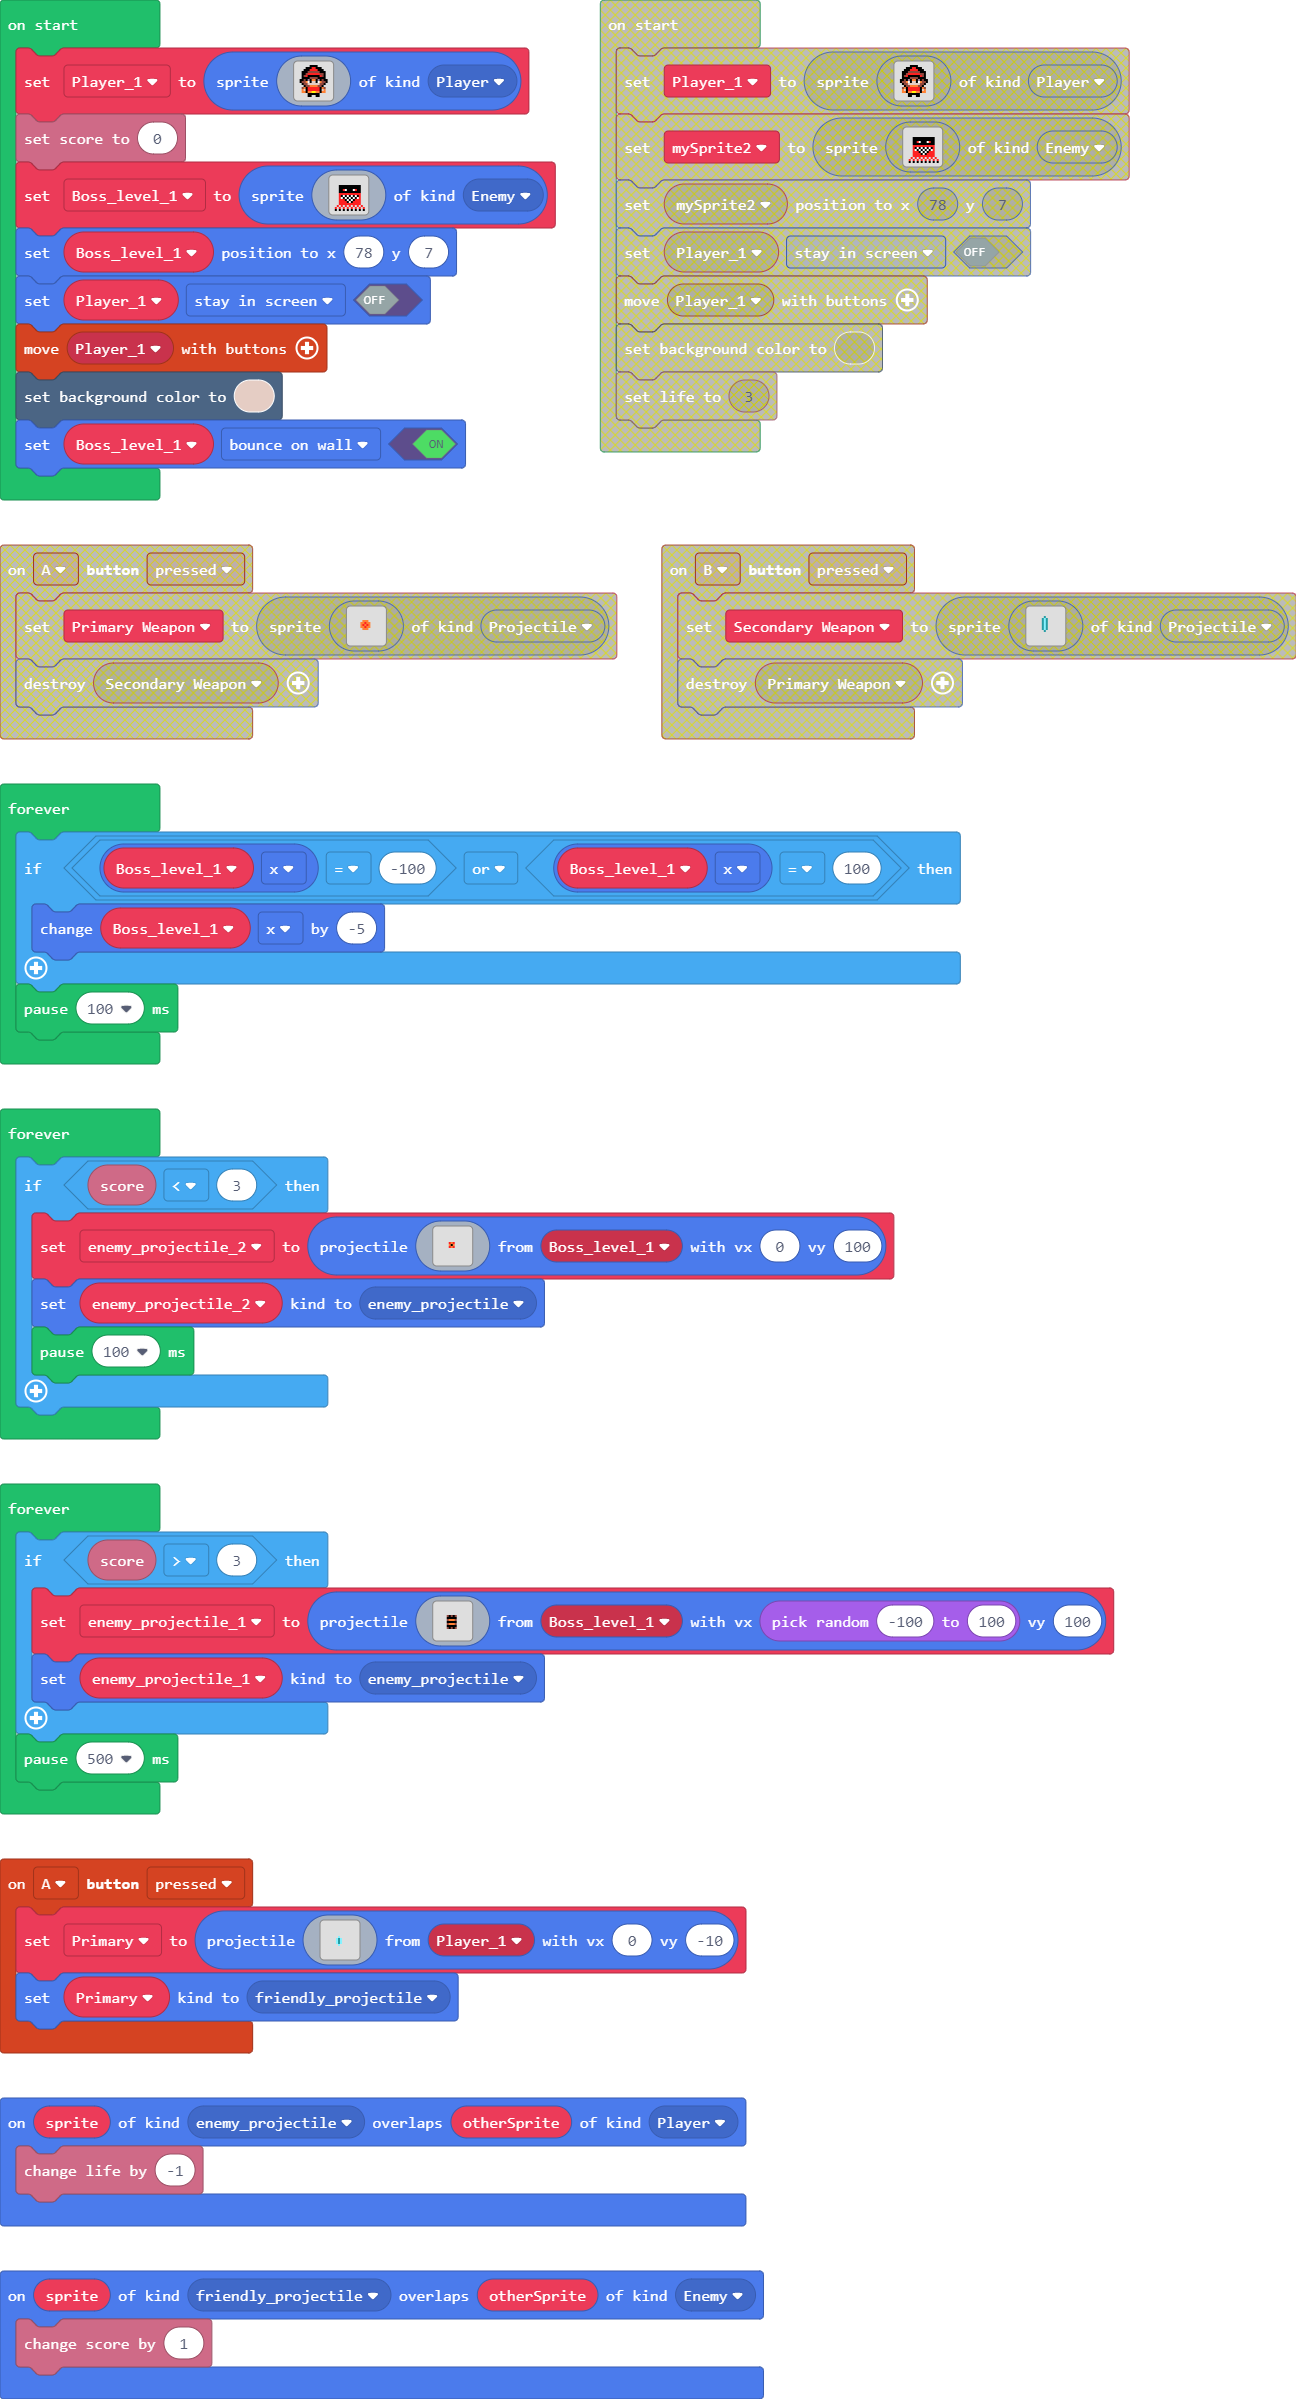 on start
set Player_1 to sprite of kind Player
set score to 0
set Boss_level_1 to sprite of kind Enemy
set Boss_level_1 position to x 78 y 7
set Player_1 stay in screen OFF
move Player_1 with buttons
set background color to
set Boss_level_1 bounce on wall ON
on start
set Player_1 to sprite of kind Player
set mySprite2 to sprite of kind Enemy
set mySprite2 position to x 78 y 7
set Player_1 stay in screen OFF
move Player_1 with buttons
set background color to
set life to 3
on A button pressed
set Primary Weapon to sprite of kind Projectile
destroy Secondary Weapon
on B button pressed
set Secondary Weapon to sprite of kind Projectile
destroy Primary Weapon
forever
if Boss_level_1 x = -100 or Boss_level_1 x = 100 then
change Boss_level_1 x by -5
pause 100 ms
forever
if score < 3 then
set enemy_projectile_2 to projectile from Boss_level_1 with vx 0 vy 100
set enemy_projectile_2 kind to enemy_projectile
pause 100 ms
forever
if score > 3 then
set enemy_projectile_1 to projectile from Boss_level_1 with vx pick random -100 to 100 vy 100
set enemy_projectile_1 kind to enemy_projectile
pause 500 ms
on A button pressed
set Primary to projectile from Player_1 with vx 0 vy -10
set Primary kind to friendly_projectile
on sprite of kind enemy_projectile overlaps otherSprite of kind Player
change life by -1
on sprite of kind friendly_projectile overlaps otherSprite of kind Enemy
change score by 1